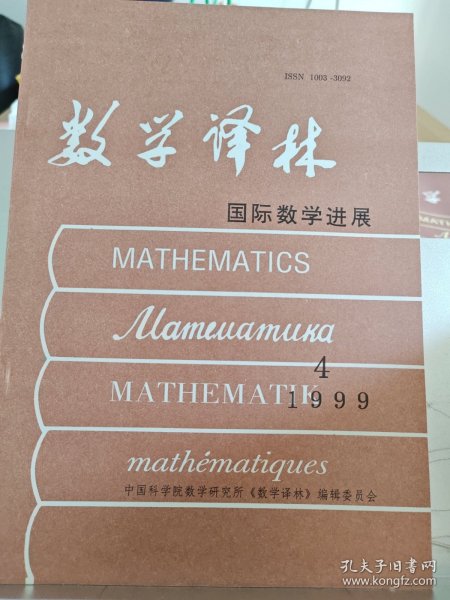 ISSN 1003-3092
数学译林
国际数学进展
MATHEMATICS
Математика
4
MATHEMATIK
1999
mathématiques
中国科学院数学研究所《数学译林》编辑委员会
孔夫子旧书网
www.kongfz.com